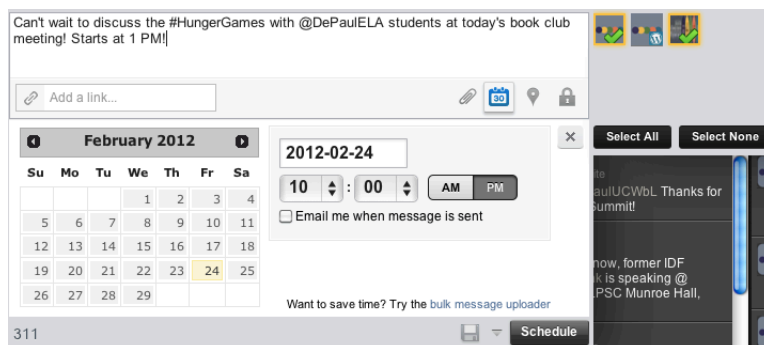 Can't wait to discuss the #HungerGames with @DePaulELA students at today's book club
meeting! Starts at 1 PM!
Add a link...
30
February 2012
Su Mo Tu We Th Fr Sa
1 2 3 4
5 6 7 8 9 10 11
12 13 14 15 16 17 18
19 20 21 22 23 24 25
26 27 28 29
2012-02-24
10 : 00 AM PM
Email me when message is sent
Want to save time? Try the bulk message uploader
311
Schedule
Select All Select None
aulUCWbL Thanks for
Summit!
now, former IDF
k is speaking @
LPSC Munroe Hall,